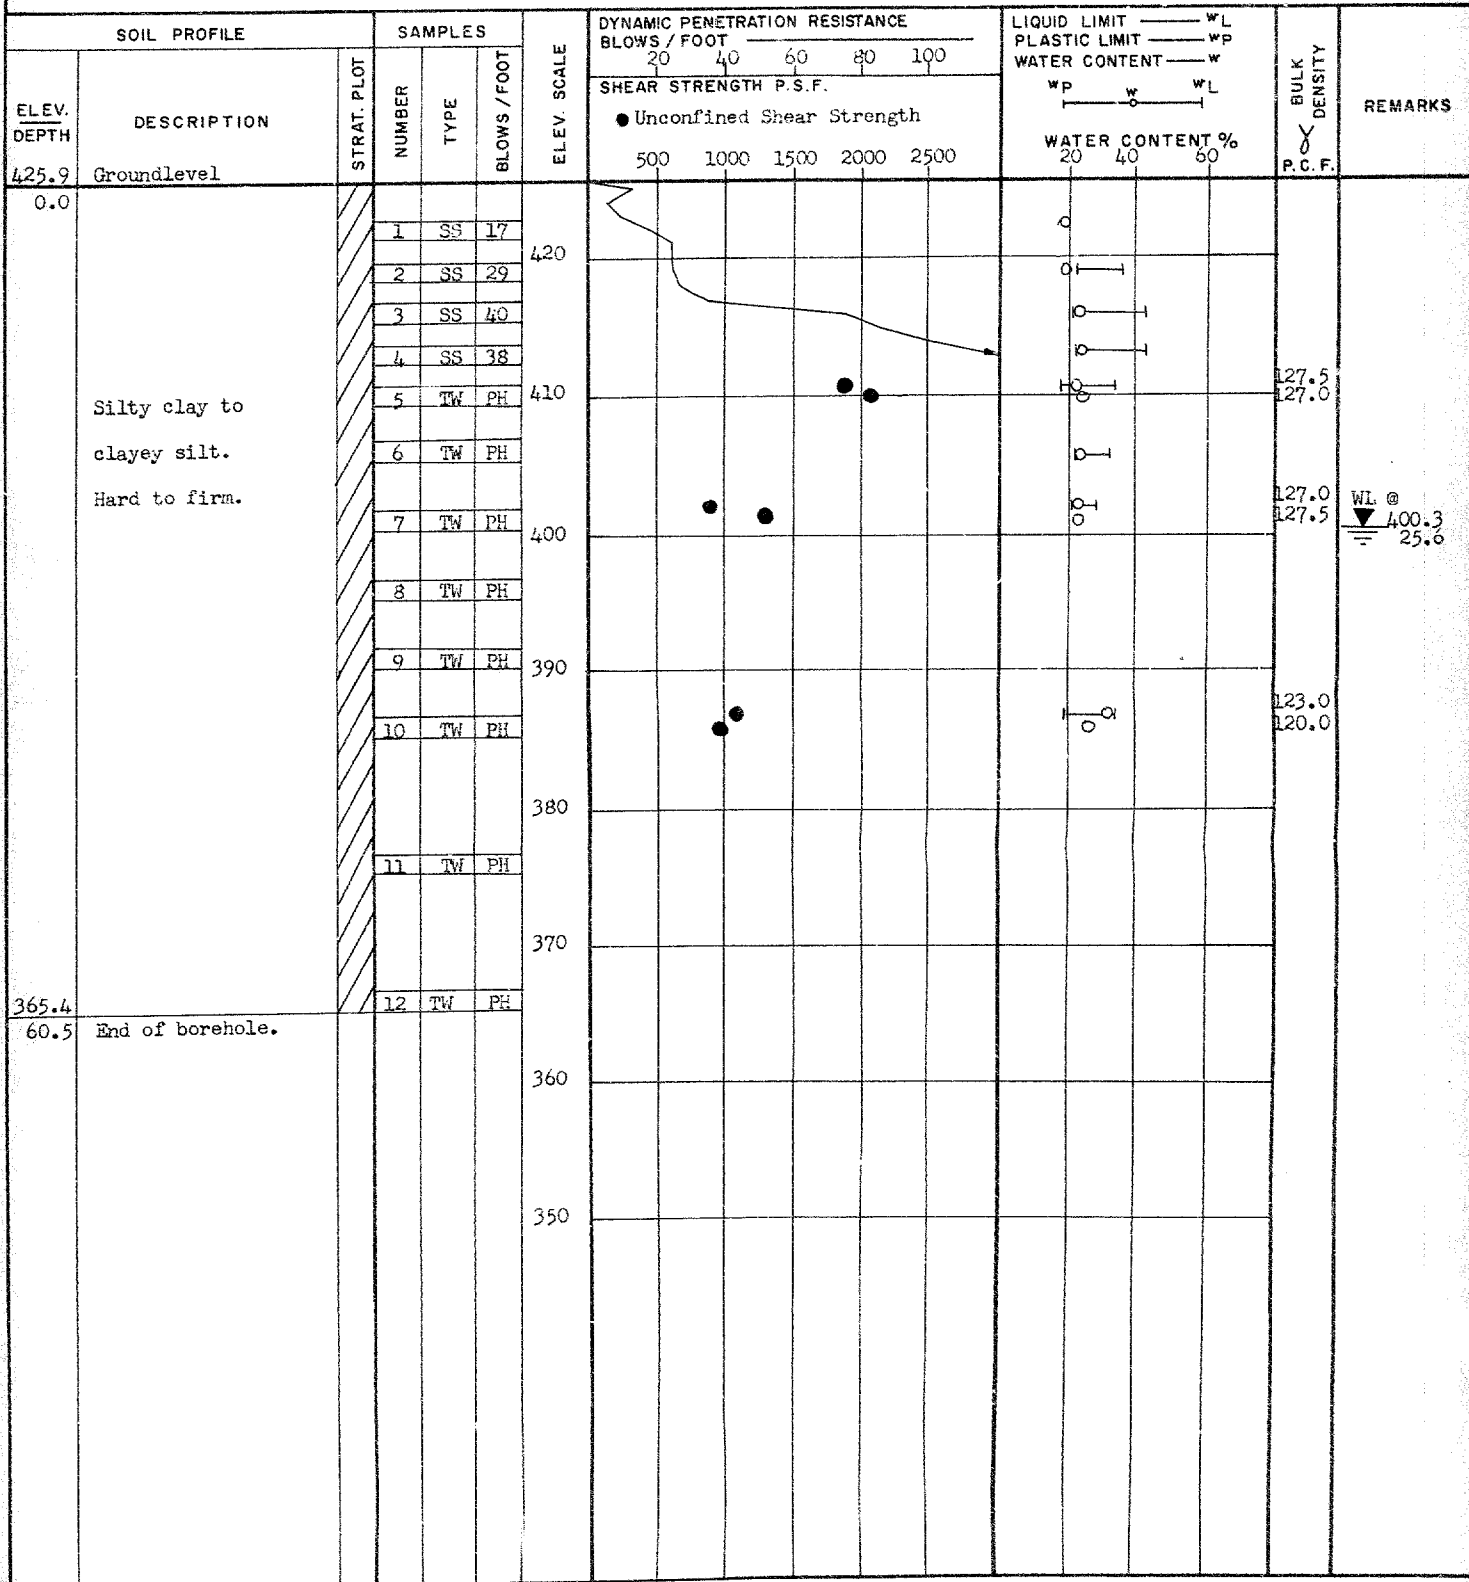 SOIL PROFILE
SAMPLES
ELEV. SCALE
DYNAMIC PENETRATION RESISTANCE
BLOWS / FOOT
20 40 60 80 100
SHEAR STRENGTH P.S.F.
● Unconfined Shear Strength
500 1000 1500 2000 2500
LIQUID LIMIT —— wL
PLASTIC LIMIT —— wP
WATER CONTENT —— w
wP w wL
WATER CONTENT %
20 40 60
BULK DENSITY
γ
P.C.F.
REMARKS
ELEV.
DEPTH
DESCRIPTION
STRAT. PLOT
NUMBER
TYPE
BLOWS / FOOT
425.9 Groundlevel
0.0
1 SS 17
420
2 SS 29
3 SS 40
4 SS 38
127.5
5 TW PH
410
127.0
Silty clay to
clayey silt.
Hard to firm.
6 TW PH
127.0
WL @
7 TW PH
127.5
400.3
25.6
400
8 TW PH
9 TW PH
390
123.0
10 TW PH
120.0
380
11 TW PH
370
365.4
12 TW PH
60.5 End of borehole.
360
350